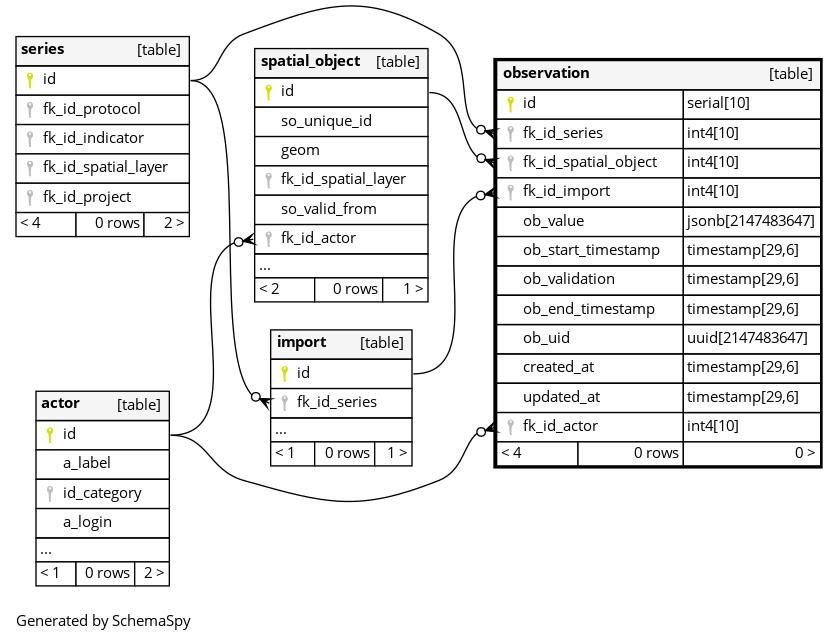 series [table]
id
fk_id_protocol
fk_id_indicator
fk_id_spatial_layer
fk_id_project
< 4 0 rows 2 >
spatial_object [table]
id
so_unique_id
geom
fk_id_spatial_layer
so_valid_from
fk_id_actor
...
< 2 0 rows 1 >
import [table]
id
fk_id_series
...
< 1 0 rows 1 >
actor [table]
id
a_label
id_category
a_login
...
< 1 0 rows 2 >
observation [table]
id serial[10]
fk_id_series int4[10]
fk_id_spatial_object int4[10]
fk_id_import int4[10]
ob_value jsonb[2147483647]
ob_start_timestamp timestamp[29,6]
ob_validation timestamp[29,6]
ob_end_timestamp timestamp[29,6]
ob_uid uuid[2147483647]
created_at timestamp[29,6]
updated_at timestamp[29,6]
fk_id_actor int4[10]
< 4 0 rows 0 >
Generated by SchemaSpy